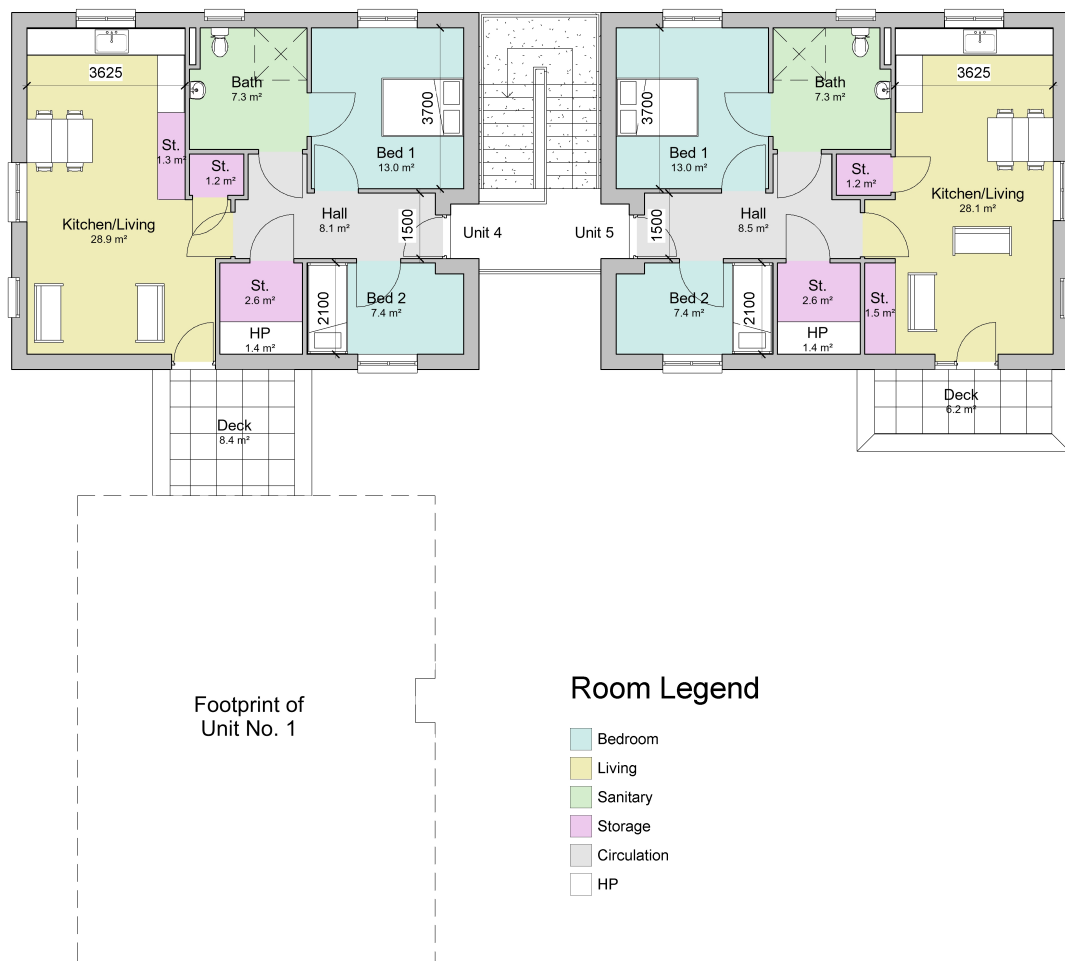 3625
Bath
7.3 m²
3700
Bed 1
13.0 m²
St.
1.3 m²
St.
1.2 m²
Kitchen/Living
28.9 m²
Hall
8.1 m²
1500
Unit 4
St.
2.6 m²
HP
1.4 m²
2100
Bed 2
7.4 m²
Deck
8.4 m²
3700
Bed 1
13.0 m²
Bath
7.3 m²
3625
St.
1.2 m²
Kitchen/Living
28.1 m²
Unit 5
1500
Hall
8.5 m²
Bed 2
7.4 m²
2100
St.
2.6 m²
HP
1.4 m²
St.
1.5 m²
Deck
6.2 m²
Footprint of
Unit No. 1
Room Legend
Bedroom
Living
Sanitary
Storage
Circulation
HP